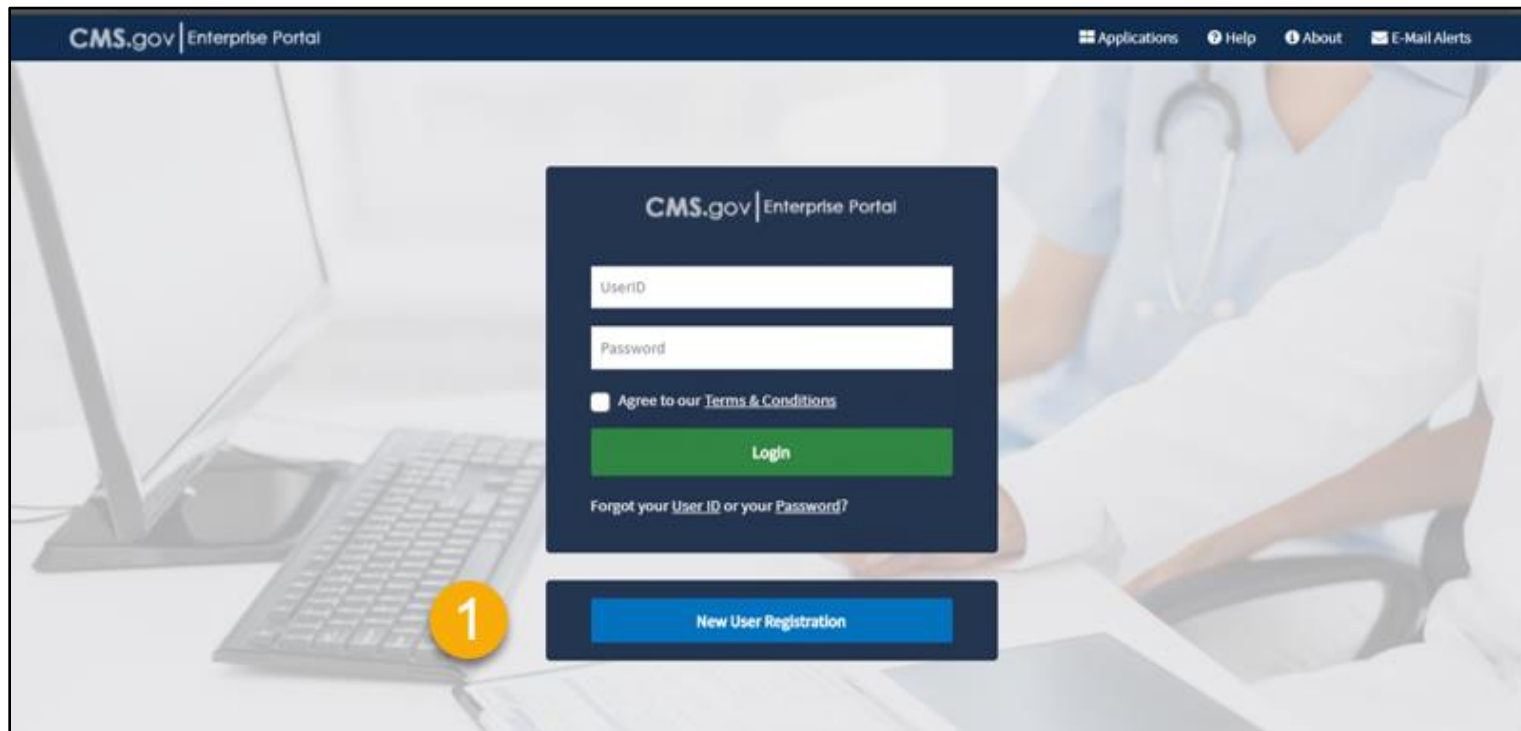 CMS.gov Enterprise Portal
Applications Help About E-Mail Alerts
CMS.gov Enterprise Portal
UserID
Password
Agree to our Terms & Conditions
Login
Forgot your User ID or your Password?
1
New User Registration